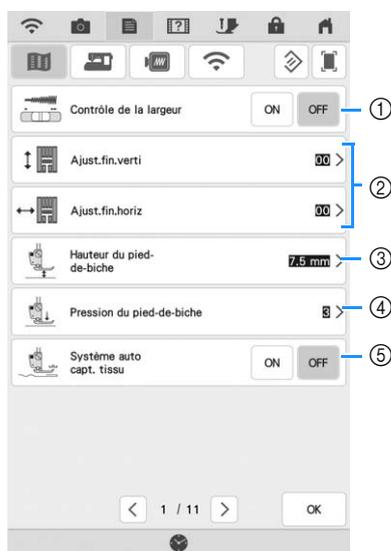 Contrôle de la largeur ON OFF ①
Ajust.fin.verti 00 >
②
Ajust.fin.horiz 00 >
Hauteur du pied-
de-biche 7.5 mm > ③
Pression du pied-de-biche 3 > ④
Système auto
capt. tissu ON OFF ⑤
< 1 / 11 > OK